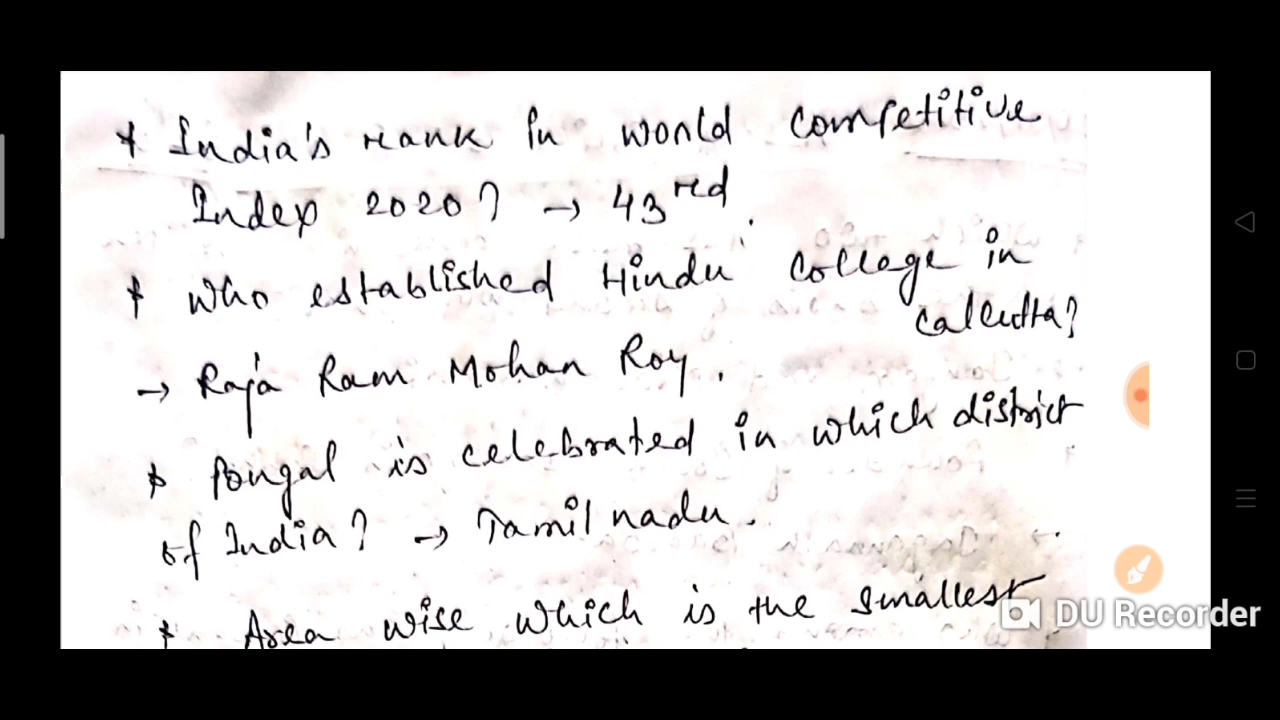 * India's rank in world competitive
Index 2020? → 43rd.
* Who established Hindu College in
Calcutta?
→ Raja Ram Mohan Roy.
* Pongal is celebrated in which district
of India? → Tamil nadu.
* Area wise which is the smallest
DU Recorder